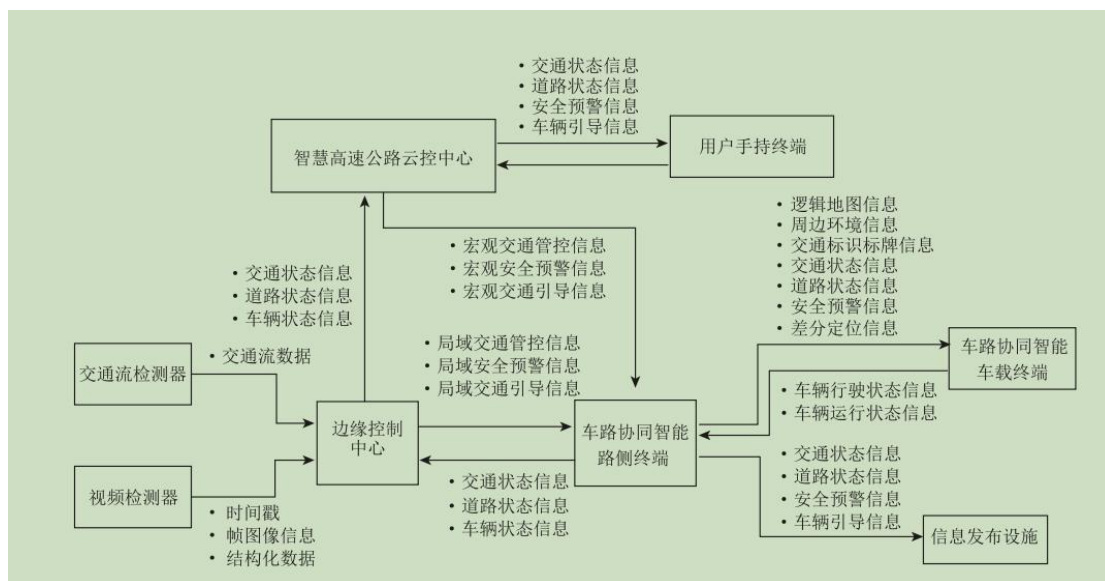 • 交通状态信息
• 道路状态信息
• 安全预警信息
• 车辆引导信息
智慧高速公路云控中心
用户手持终端
• 逻辑地图信息
• 周边环境信息
• 交通标识标牌信息
• 交通状态信息
• 道路状态信息
• 安全预警信息
• 差分定位信息
• 宏观交通管控信息
• 宏观安全预警信息
• 宏观交通引导信息
• 交通状态信息
• 道路状态信息
• 车辆状态信息
• 局域交通管控信息
• 局域安全预警信息
• 局域交通引导信息
• 交通流数据
交通流检测器
车路协同智能
车载终端
• 车辆行驶状态信息
• 车辆运行状态信息
边缘控制
中心
车路协同智能
路侧终端
• 交通状态信息
• 道路状态信息
• 车辆状态信息
• 交通状态信息
• 道路状态信息
• 安全预警信息
• 车辆引导信息
视频检测器
• 时间戳
• 帧图像信息
• 结构化数据
信息发布设施